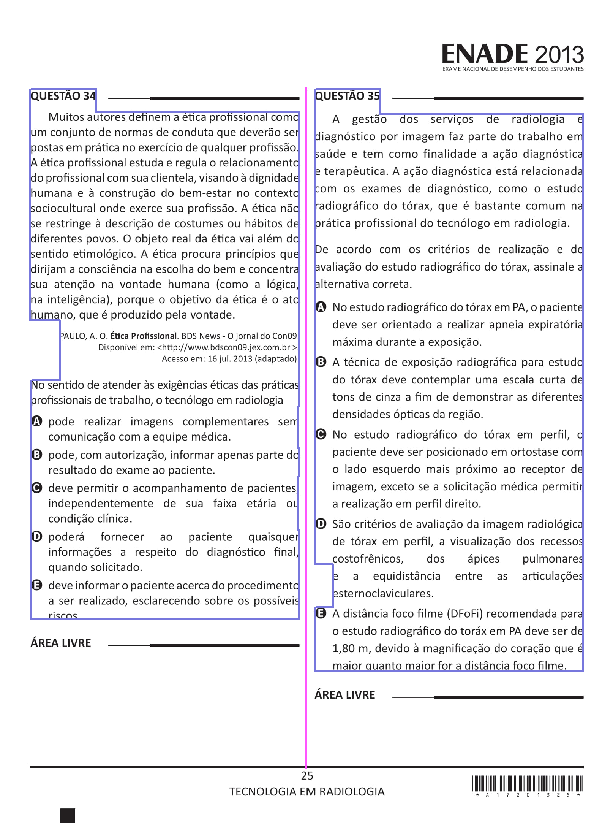 ENADE 2013
EXAME NACIONAL DE DESEMPENHO DOS ESTUDANTES
QUESTÃO 34
Muitos autores definem a ética profissional como
um conjunto de normas de conduta que deverão ser
postas em prática no exercício de qualquer profissão.
A ética profissional estuda e regula o relacionamento
do profissional com sua clientela, visando à dignidade
humana e à construção do bem-estar no contexto
sociocultural onde exerce sua profissão. A ética não
se restringe à descrição de costumes ou hábitos de
diferentes povos. O objeto real da ética vai além do
sentido etimológico. A ética procura princípios que
dirijam a consciência na escolha do bem e concentra
sua atenção na vontade humana (como a lógica,
na inteligência), porque o objetivo da ética é o ato
humano, que é produzido pela vontade.
PAULO, A. O. Ética Profissional. BDS News - O Jornal do Con09
Disponível em: <http://www.bdscon09.jex.com.br >
Acesso em: 16 jul. 2013 (adaptado)
No sentido de atender às exigências éticas das práticas
profissionais de trabalho, o tecnólogo em radiologia
A pode realizar imagens complementares sem
comunicação com a equipe médica.
B pode, com autorização, informar apenas parte do
resultado do exame ao paciente.
C deve permitir o acompanhamento de pacientes,
independentemente de sua faixa etária ou
condição clínica.
D poderá fornecer ao paciente quaisquer
informações a respeito do diagnóstico final,
quando solicitado.
E deve informar o paciente acerca do procedimento
a ser realizado, esclarecendo sobre os possíveis
riscos.
ÁREA LIVRE
QUESTÃO 35
A gestão dos serviços de radiologia e
diagnóstico por imagem faz parte do trabalho em
saúde e tem como finalidade a ação diagnóstica
e terapêutica. A ação diagnóstica está relacionada
com os exames de diagnóstico, como o estudo
radiográfico do tórax, que é bastante comum na
prática profissional do tecnólogo em radiologia.
De acordo com os critérios de realização e de
avaliação do estudo radiográfico do tórax, assinale a
alternativa correta.
A No estudo radiográfico do tórax em PA, o paciente
deve ser orientado a realizar apneia expiratória
máxima durante a exposição.
B A técnica de exposição radiográfica para estudo
do tórax deve contemplar uma escala curta de
tons de cinza a fim de demonstrar as diferentes
densidades ópticas da região.
C No estudo radiográfico do tórax em perfil, o
paciente deve ser posicionado em ortostase com
o lado esquerdo mais próximo ao receptor de
imagem, exceto se a solicitação médica permitir
a realização em perfil direito.
D São critérios de avaliação da imagem radiológica
de tórax em perfil, a visualização dos recessos
costofrênicos, dos ápices pulmonares
e a equidistância entre as articulações
esternoclaviculares.
E A distância foco filme (DFoFi) recomendada para
o estudo radiográfico do toráx em PA deve ser de
1,80 m, devido à magnificação do coração que é
maior quanto maior for a distância foco filme.
ÁREA LIVRE
25
TECNOLOGIA EM RADIOLOGIA